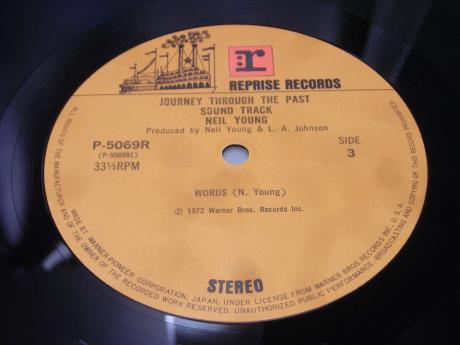 r
REPRISE RECORDS
JOURNEY THROUGH THE PAST
SOUND TRACK
NEIL YOUNG
Produced by Neil Young & L. A. Johnson
P-5069R
(P-5069R1)
33⅓RPM
SIDE
3
WORDS (N. Young)
℗ 1972 Warner Bros. Records Inc.
STEREO
ALL RIGHTS OF THE MANUFACTURER AND OF THE OWNER OF THE RECORDED WORK RESERVED. UNAUTHORIZED PUBLIC PERFORMANCE, BROADCASTING AND COPYING OF THIS RECORD PROHIBITED.
MADE BY WARNER-PIONEER CORPORATION, JAPAN, UNDER LICENSE FROM WARNER BROS. RECORDS INC., U.S.A.